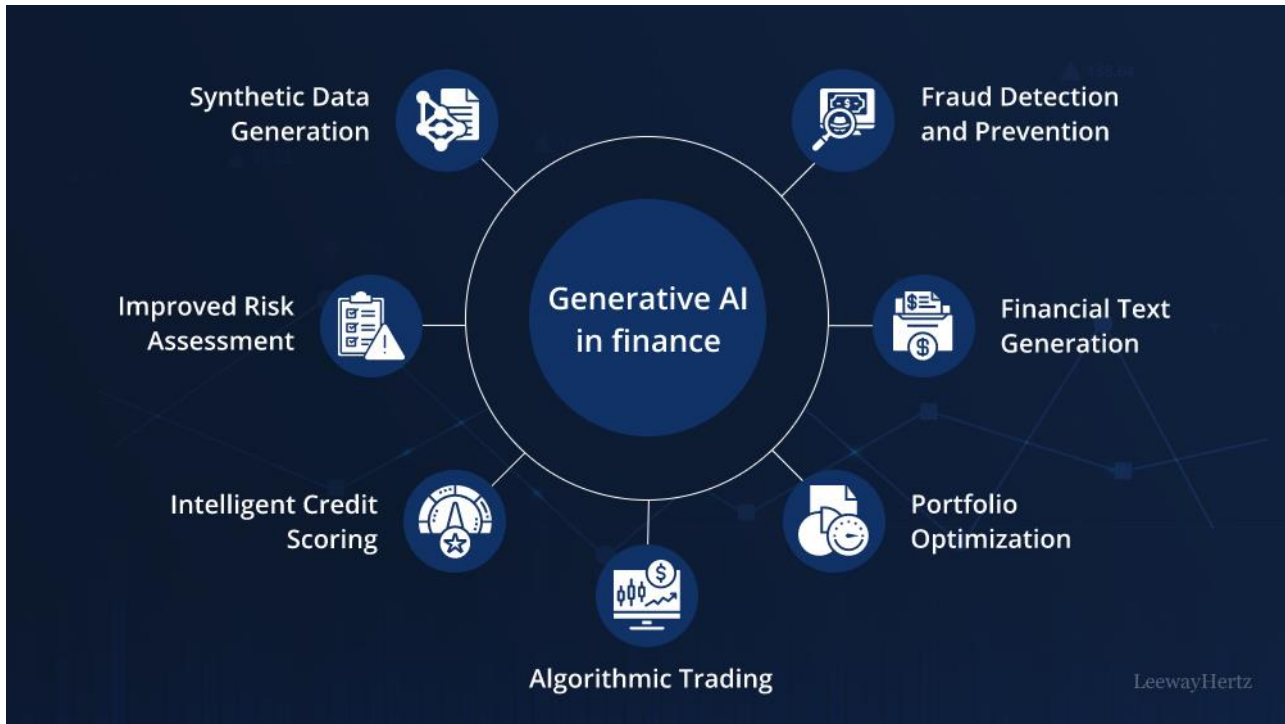 Synthetic Data
Generation
Fraud Detection
and Prevention
Improved Risk
Assessment
Generative AI
in finance
Financial Text
Generation
Intelligent Credit
Scoring
Portfolio
Optimization
Algorithmic Trading
LeewayHertz